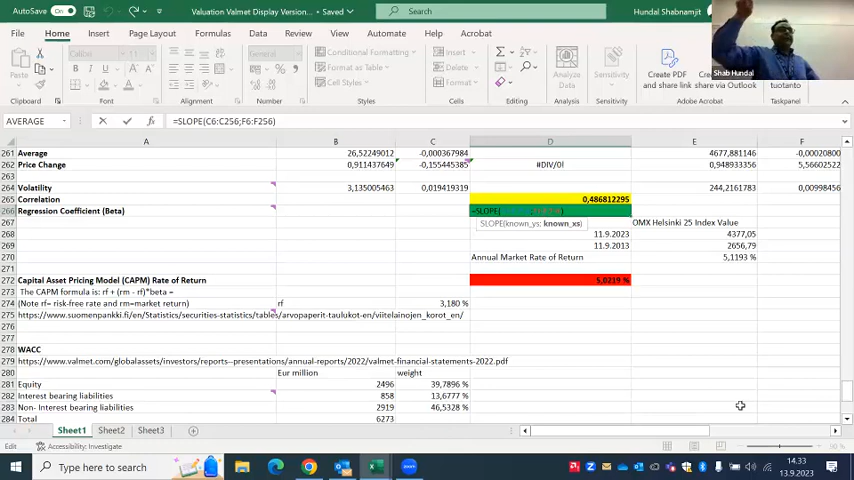 AutoSave On Valuation Valmet Display Version... • Saved Search Hundal Shabnamjit
File Home Insert Page Layout Formulas Data Review View Automate Help Acrobat
Calibri
Paste
Conditional Formatting
Format as Table
Cell Styles
Insert
Delete
Format
Analyze Data
Sensitivity
Create PDF and share link
share via Outlook
tuotanto
Shab Hundal
Clipboard Font Alignment Number Styles Cells Editing Analysis Sensitivity Adobe Acrobat Taskpanel
AVERAGE =SLOPE(C6:C256;F6:F256)
A B C D E F
261 Average 26,52249012 -0,000367984 4677,881146 -0,00020800
262 Price Change 0,911437649 -0,155445385 #DIV/0! 0,948933356 5,56602522
263
264 Volatility 3,135005463 0,019419319 244,2161783 0,00998456
265 Correlation 0,486812295
266 Regression Coefficient (Beta) =SLOPE(
267 SLOPE(known_ys; known_xs) OMX Helsinki 25 Index Value
268 11.9.2023 4377,05
269 11.9.2013 2656,79
270 Annual Market Rate of Return 5,1193 %
271
272 Capital Asset Pricing Model (CAPM) Rate of Return 5,0219 %
273 The CAPM formula is: rf + (rm - rf)*beta =
274 (Note rf= risk-free rate and rm=market return) rf 3,180 %
275 https://www.suomenpankki.fi/en/Statistics/securities-statistics/tables/arvopaperit-taulukot-en/viitelainojen_korot_en/
276
277
278 WACC
279 https://www.valmet.com/globalassets/investors/reports--presentations/annual-reports/2022/valmet-financial-statements-2022.pdf
280 Eur million weight
281 Equity 2496 39,7896 %
282 Interest bearing liabilities 858 13,6777 %
283 Non- Interest bearing liabilities 2919 46,5328 %
284 Total 6273
Sheet1 Sheet2 Sheet3
Edit Accessibility: Investigate
Type here to search 14.33
13.9.2023